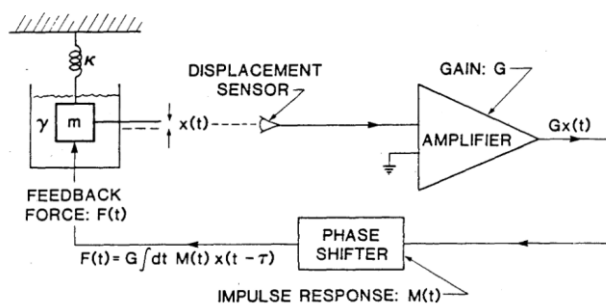 κ
DISPLACEMENT
SENSOR
GAIN: G
γ
m
x(t)
AMPLIFIER
Gx(t)
FEEDBACK
FORCE: F(t)
F(t) = G∫dt M(t) x(t - τ)
PHASE
SHIFTER
IMPULSE RESPONSE: M(t)